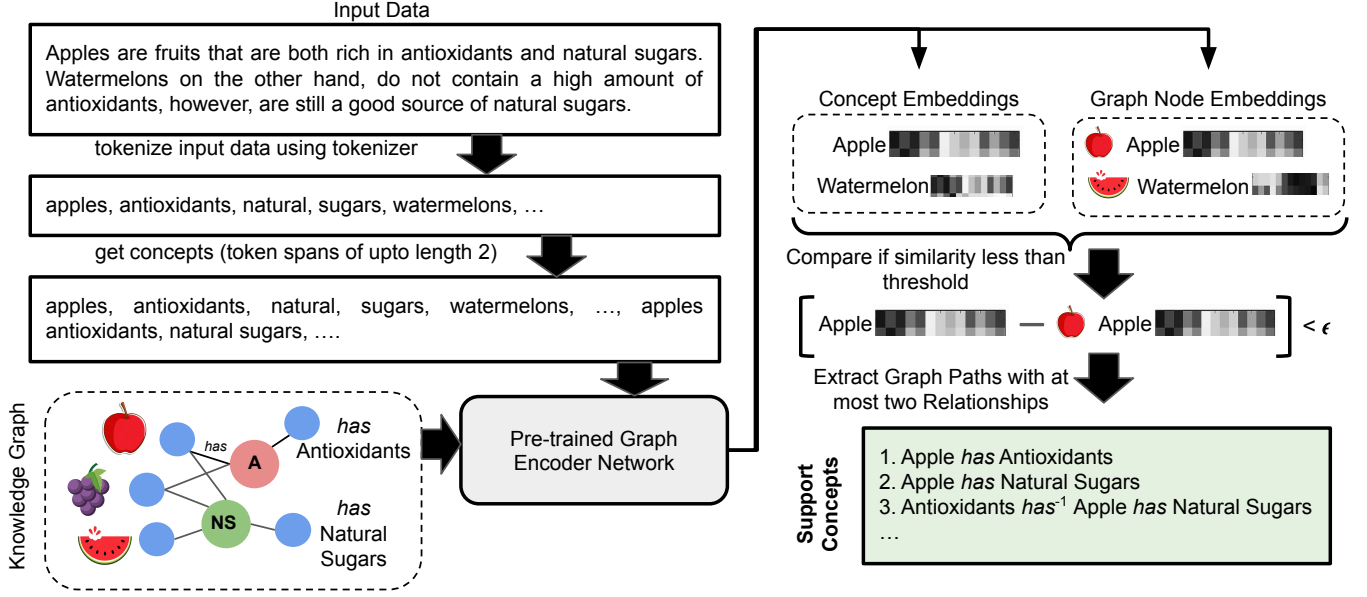 Input Data
Apples are fruits that are both rich in antioxidants and natural sugars.
Watermelons on the other hand, do not contain a high amount of
antioxidants, however, are still a good source of natural sugars.
tokenize input data using tokenizer
apples, antioxidants, natural, sugars, watermelons, …
get concepts (token spans of upto length 2)
apples, antioxidants, natural, sugars, watermelons, …, apples
antioxidants, natural sugars, ….
Knowledge Graph
has
A
has
Antioxidants
NS
has
Natural
Sugars
Pre-trained Graph
Encoder Network
Concept Embeddings
Apple
Watermelon
Graph Node Embeddings
Apple
Watermelon
Compare if similarity less than
threshold
Apple — Apple < ϵ
Extract Graph Paths with at
most two Relationships
Support
Concepts
1. Apple has Antioxidants
2. Apple has Natural Sugars
3. Antioxidants has⁻¹ Apple has Natural Sugars
…